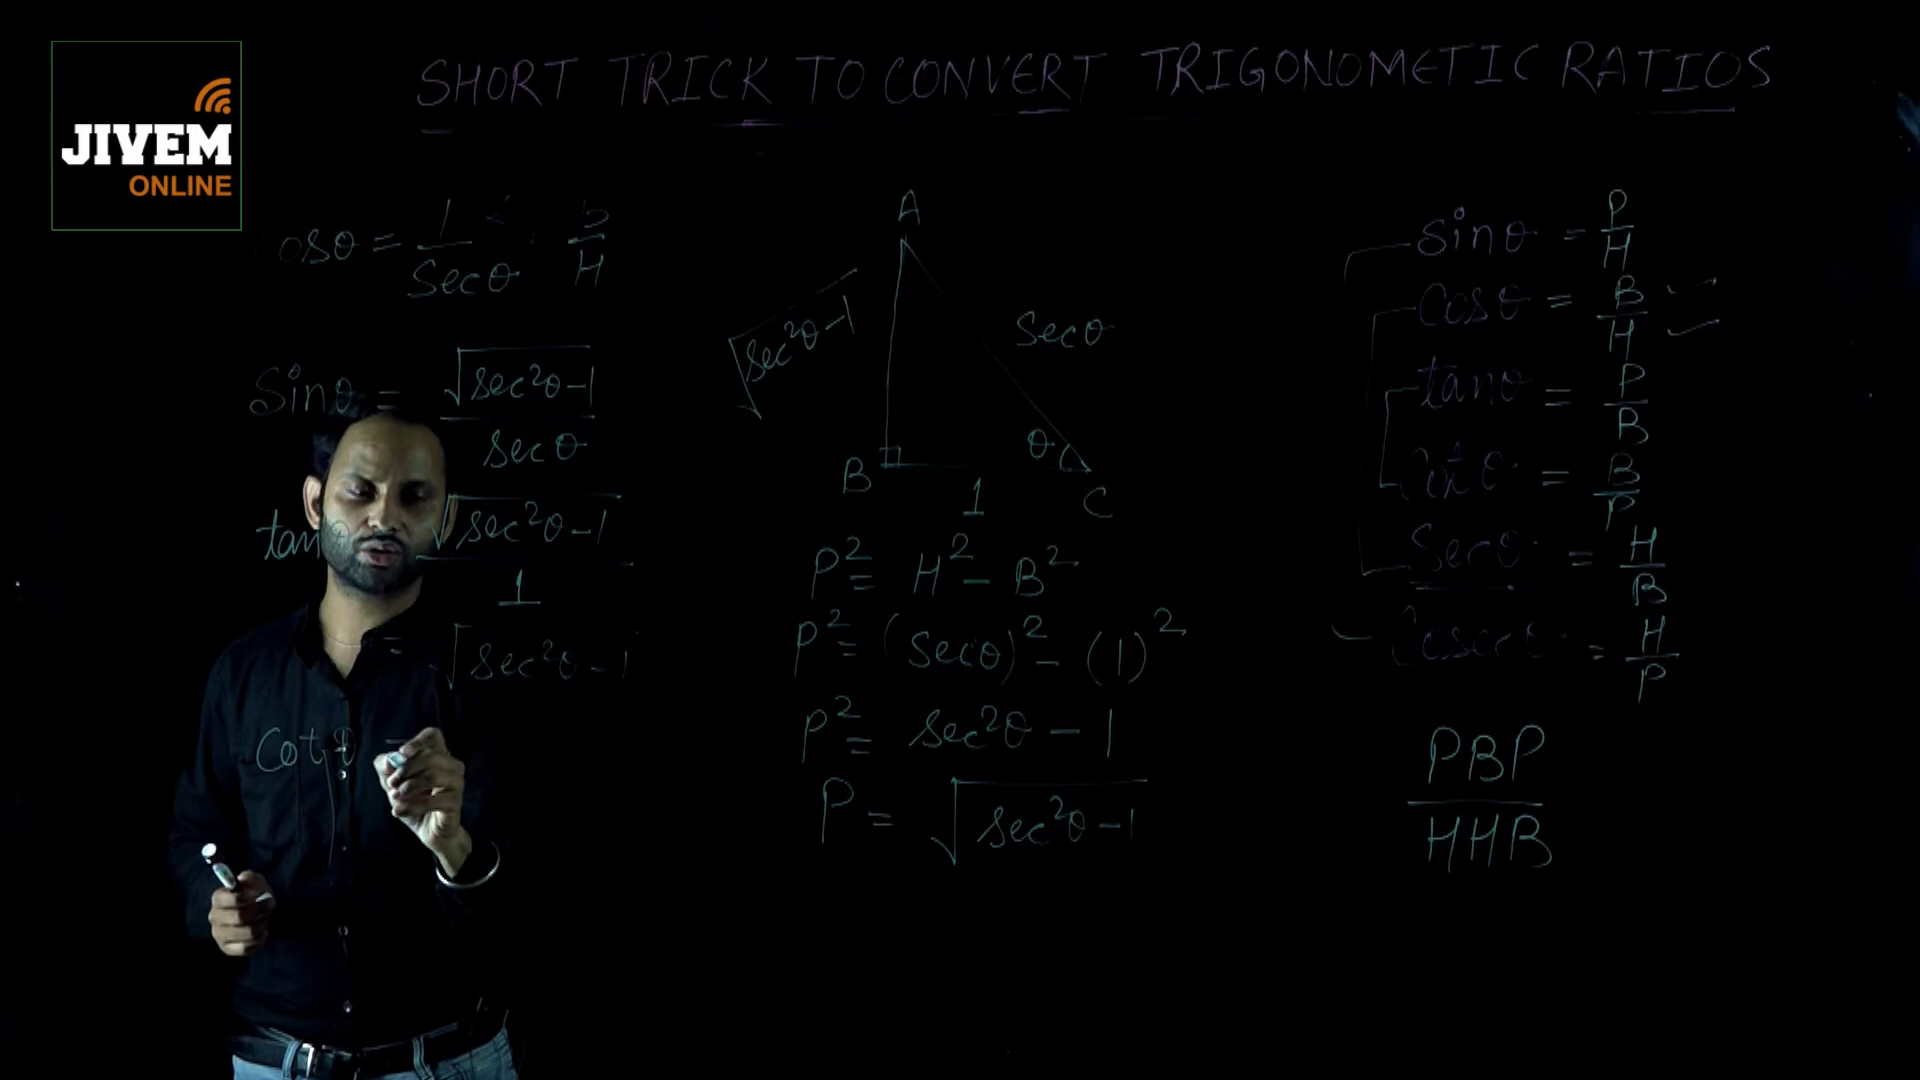 SHORT TRICK TO CONVERT TRIGONOMETIC RATIOS
JIVEM
ONLINE
osθ = 1/Secθ = b/H
Sinθ = √sec²θ-1/secθ
tanθ √sec²θ-1/1
= √sec²θ-1
Cotθ =
A
√sec²θ-1
Secθ
θ
B
1
C
P² = H² - B²
P² = (Secθ)² - (1)²
P² = sec²θ - 1
P = √sec²θ-1
Sinθ = P/H
Cosθ = B/H
tanθ = P/B
Cotθ = B/P
Secθ = H/B
Cosecθ = H/P
PBP
HHB